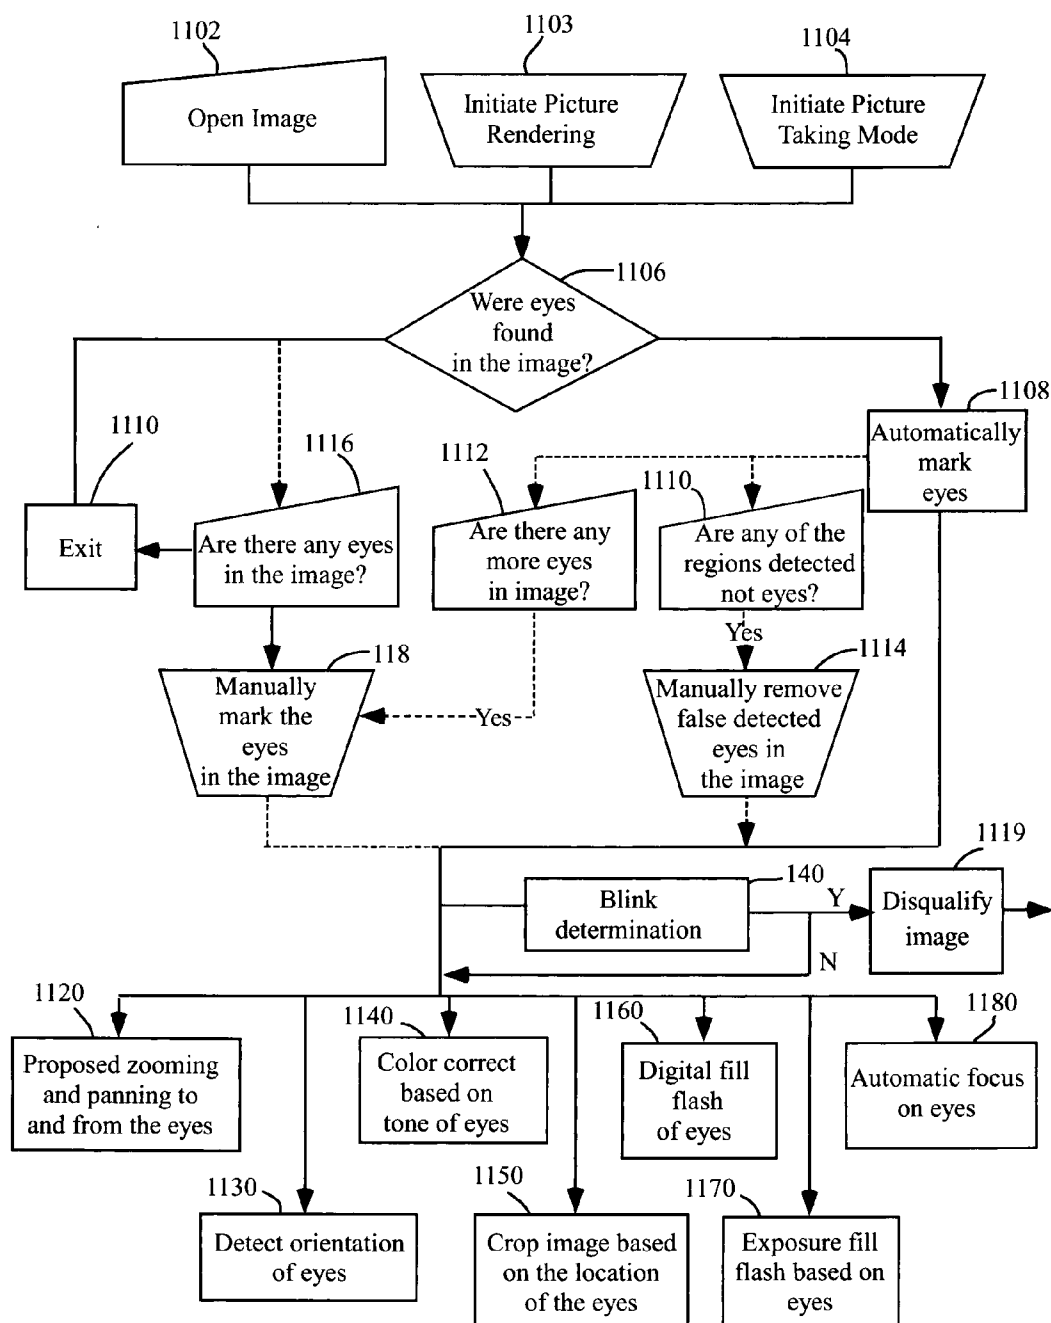 1102
1103
1104
Open Image
Initiate Picture
Rendering
Initiate Picture
Taking Mode
1106
Were eyes
found
in the image?
1108
Automatically
mark
eyes
1110
Exit
1116
Are there any eyes
in the image?
1112
Are there any
more eyes
in image?
1110
Are any of the
regions detected
not eyes?
Yes
118
Manually
mark the
eyes
in the image
Yes
1114
Manually remove
false detected
eyes in
the image
140
Blink
determination
Y
N
1119
Disqualify
image
1120
Proposed zooming
and panning to
and from the eyes
1140
Color correct
based on
tone of eyes
1160
Digital fill
flash
of eyes
1180
Automatic focus
on eyes
1130
Detect orientation
of eyes
1150
Crop image based
on the location
of the eyes
1170
Exposure fill
flash based on
eyes